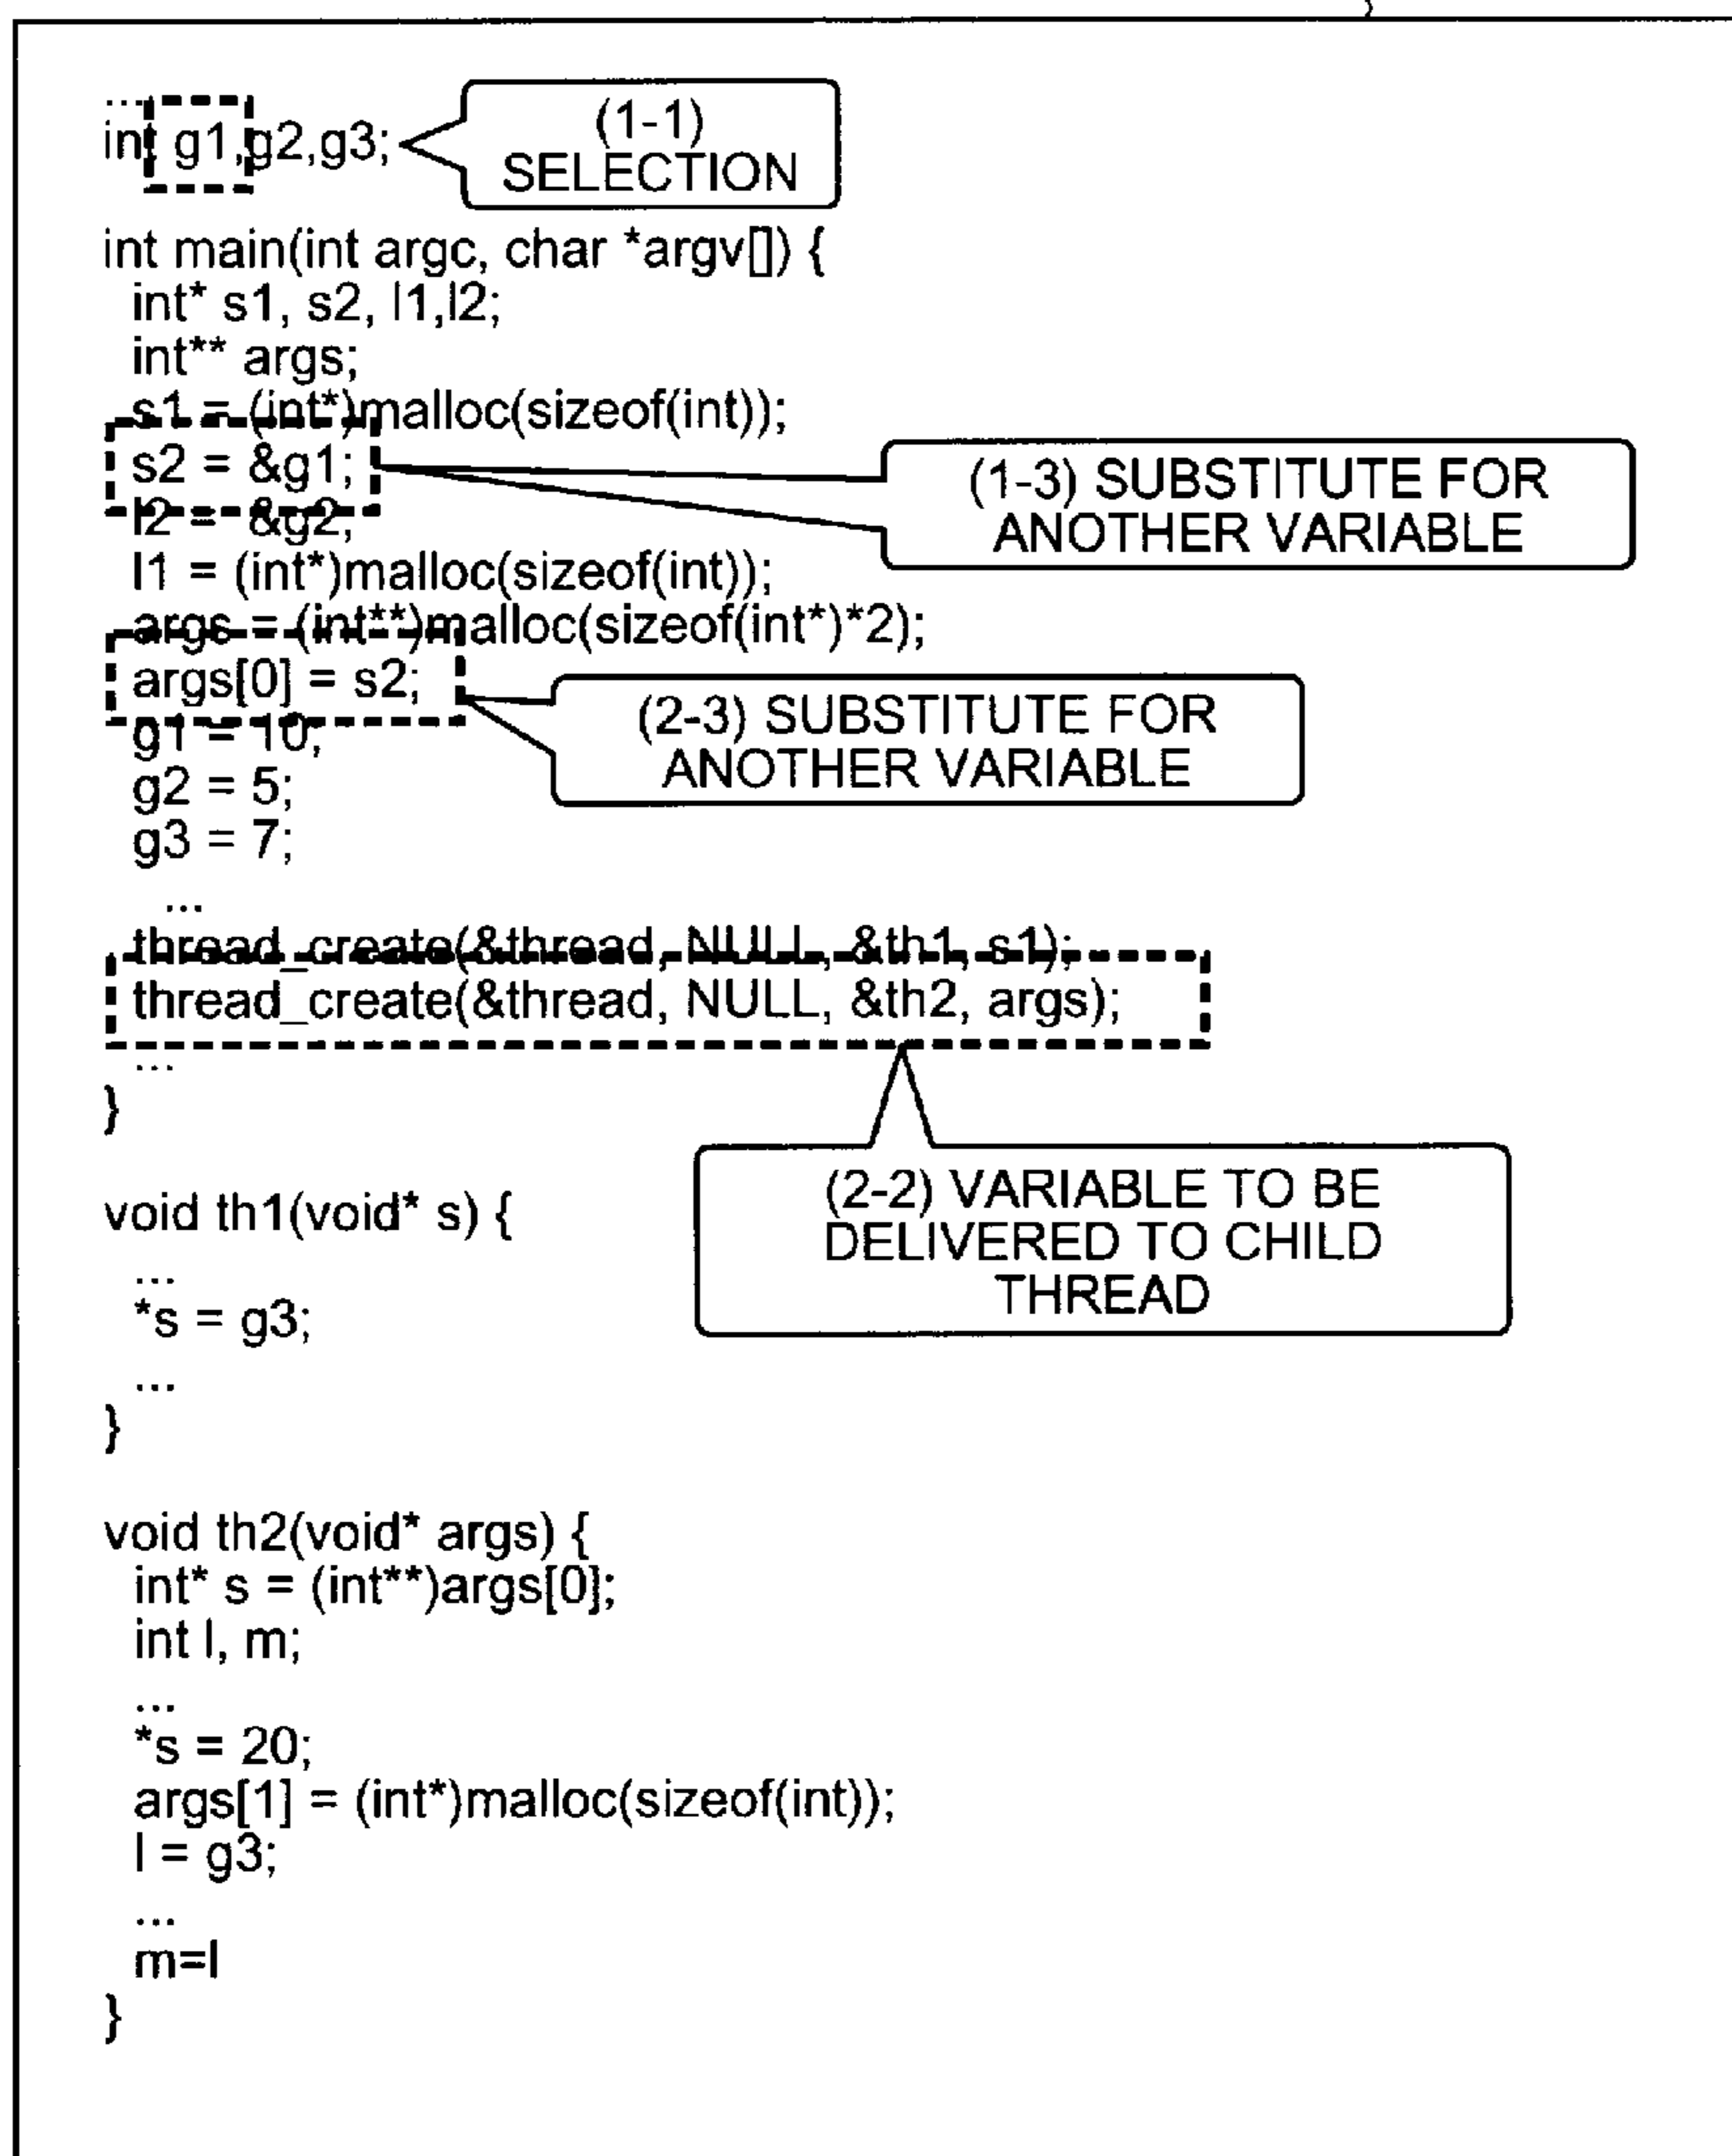 ...
int g1,g2,g3;
(1-1)
SELECTION
int main(int argc, char *argv[]) {
int* s1, s2, l1,l2;
int** args;
s1 = (int*)malloc(sizeof(int));
s2 = &g1;
(1-3) SUBSTITUTE FOR
ANOTHER VARIABLE
l2 = &g2;
l1 = (int*)malloc(sizeof(int));
args = (int**)malloc(sizeof(int*)*2);
args[0] = s2;
(2-3) SUBSTITUTE FOR
ANOTHER VARIABLE
g1 = 10;
g2 = 5;
g3 = 7;
...
thread_create(&thread, NULL, &th1, s1);
thread_create(&thread, NULL, &th2, args);
...
}
(2-2) VARIABLE TO BE
DELIVERED TO CHILD
THREAD
void th1(void* s) {
...
*s = g3;
...
}
void th2(void* args) {
int* s = (int**)args[0];
int l, m;
...
*s = 20;
args[1] = (int*)malloc(sizeof(int));
l = g3;
...
m=l
}